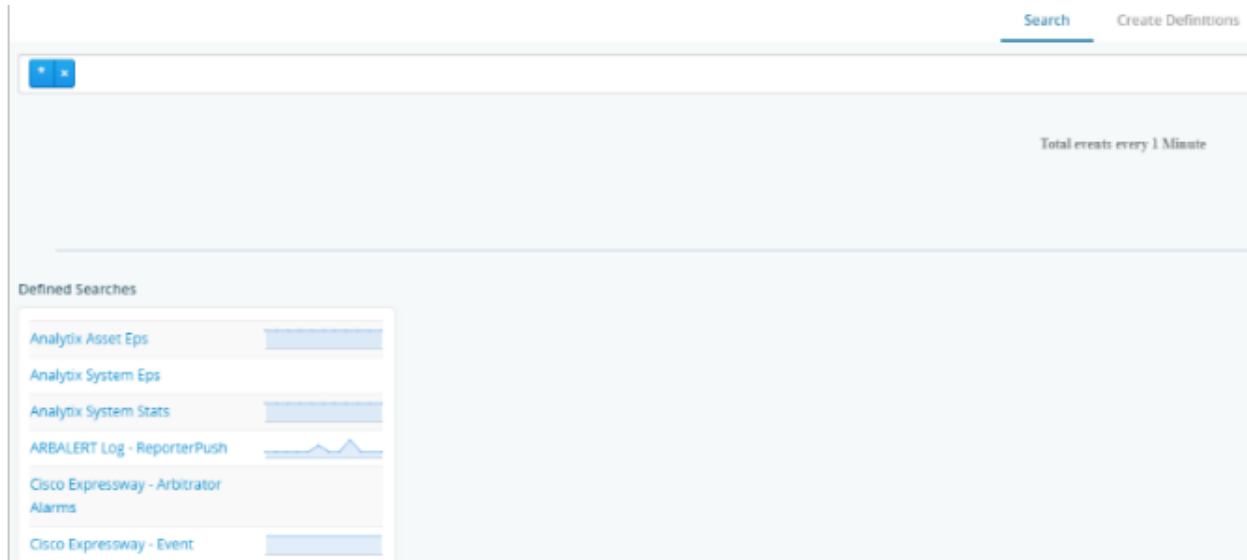 Search Create Definitions
* ×
Total events every 1 Minute
Defined Searches
Analytix Asset Eps
Analytix System Eps
Analytix System Stats
ARBALERT Log - ReporterPush
Cisco Expressway - Arbitrator
Alarms
Cisco Expressway - Event